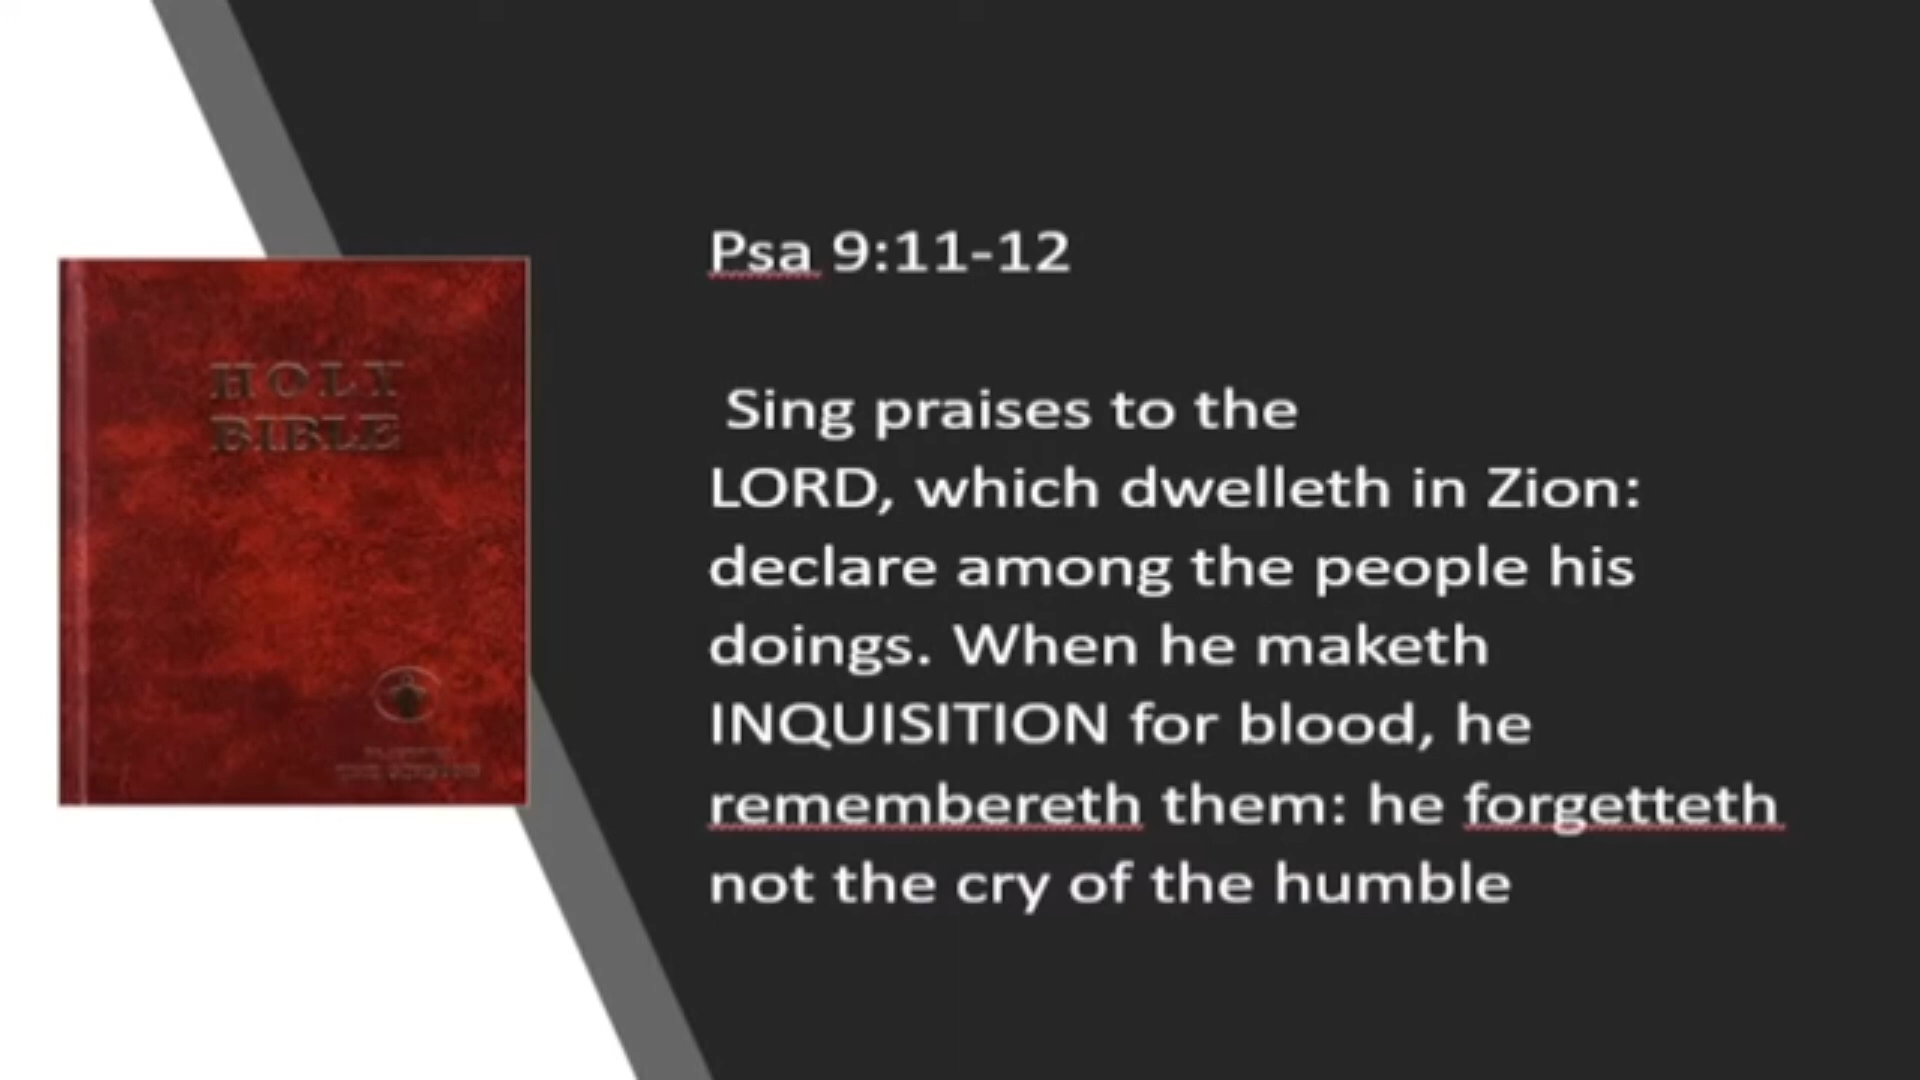 HOLY
BIBLE
Psa 9:11-12
Sing praises to the
LORD, which dwelleth in Zion:
declare among the people his
doings. When he maketh
INQUISITION for blood, he
remembereth them: he forgetteth
not the cry of the humble